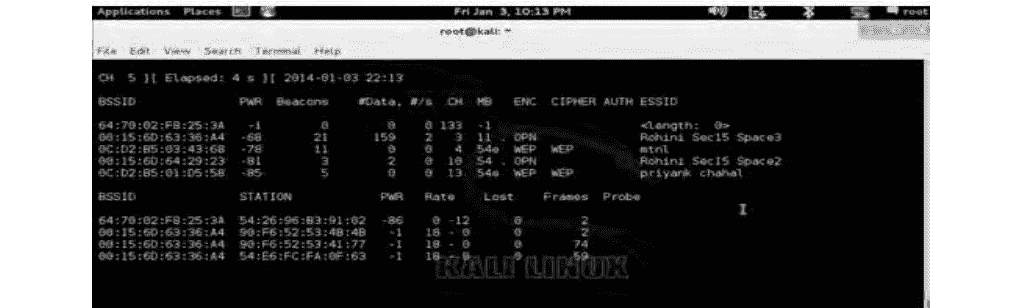 Applications Places Fri Jan 3, 10:13 PM root
root@kali: ~
File Edit View Search Terminal Help
CH 5 ][ Elapsed: 4 s ][ 2014-01-03 22:13
BSSID PWR Beacons #Data, #/s CH MB ENC CIPHER AUTH ESSID
64:70:02:F8:25:3A -1 0 0 0 133 -1 <length: 0>
00:15:6D:63:36:A4 -68 21 159 2 3 11 . OPN Rohini Sec15 Space3
0C:D2:B5:03:43:68 -78 11 0 0 4 54e WEP WEP mtnl
00:15:6D:64:29:23 -81 3 2 0 10 54 . OPN Rohini Sec15 Space2
0C:D2:B5:01:D5:58 -85 5 0 0 13 54e WEP WEP priyank chahal
BSSID STATION PWR Rate Lost Frames Probe
64:70:02:F8:25:3A 54:26:96:B3:91:02 -86 0 -12 0 2
00:15:6D:63:36:A4 90:F6:52:53:4B:4B -1 18 - 0 0 2
00:15:6D:63:36:A4 90:F6:52:53:41:77 -1 18 - 0 0 74
00:15:6D:63:36:A4 54:E6:FC:FA:0F:63 -1 18 - 0 0 59
KALI LINUX